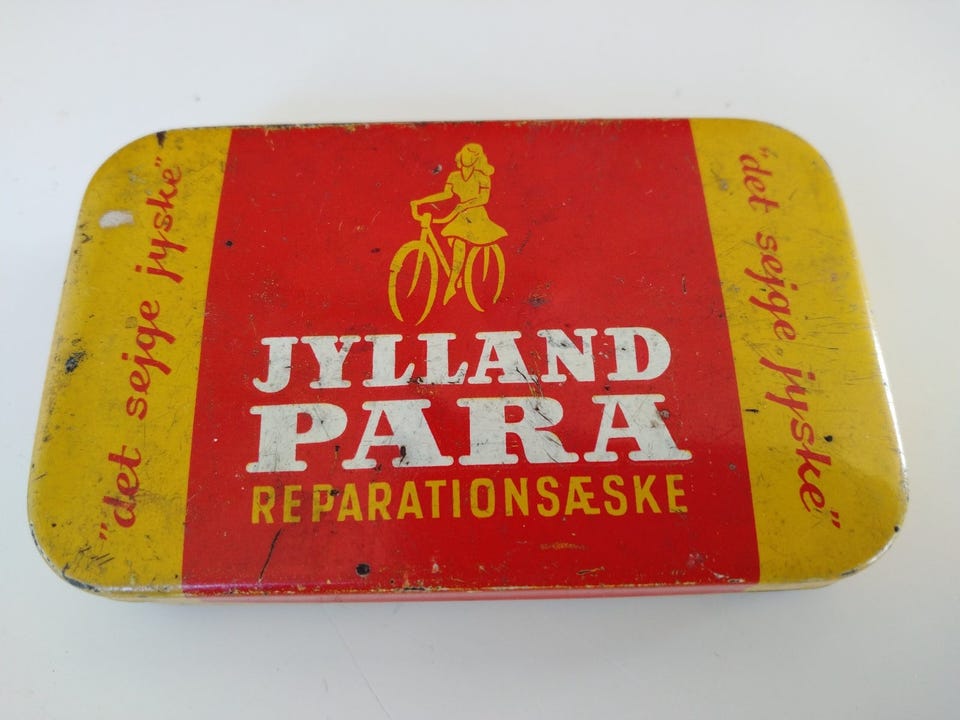 "det sejge jyske"
JYLLAND
PARA
REPARATIONSÆSKE
"det sejge jyske"